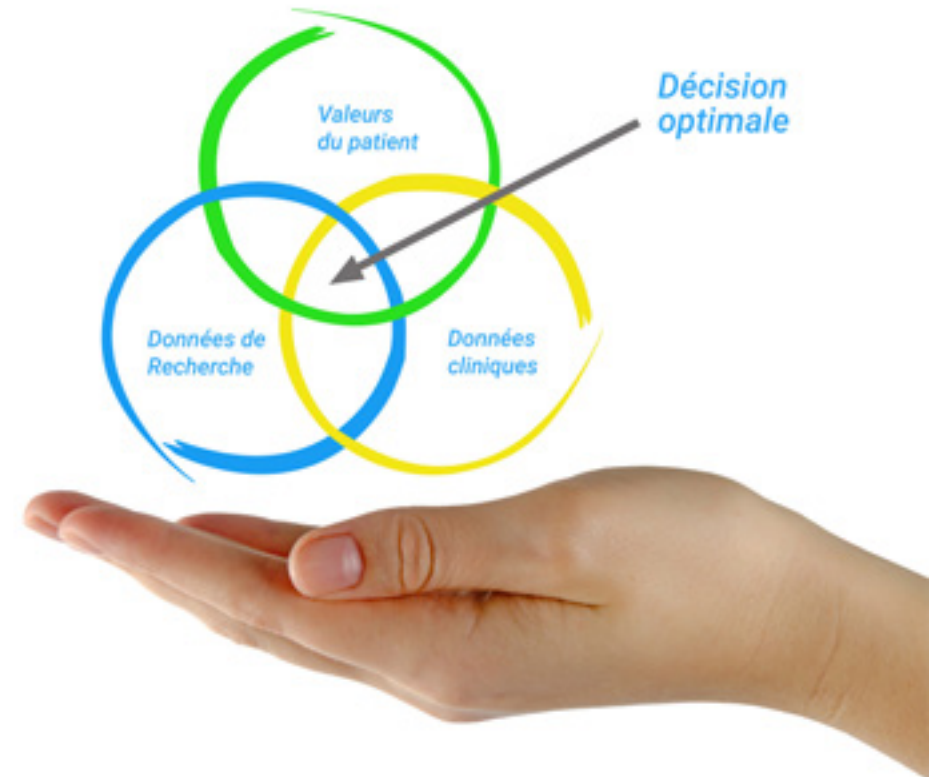 Valeurs
du patient
Décision
optimale
Données de
Recherche
Données
cliniques